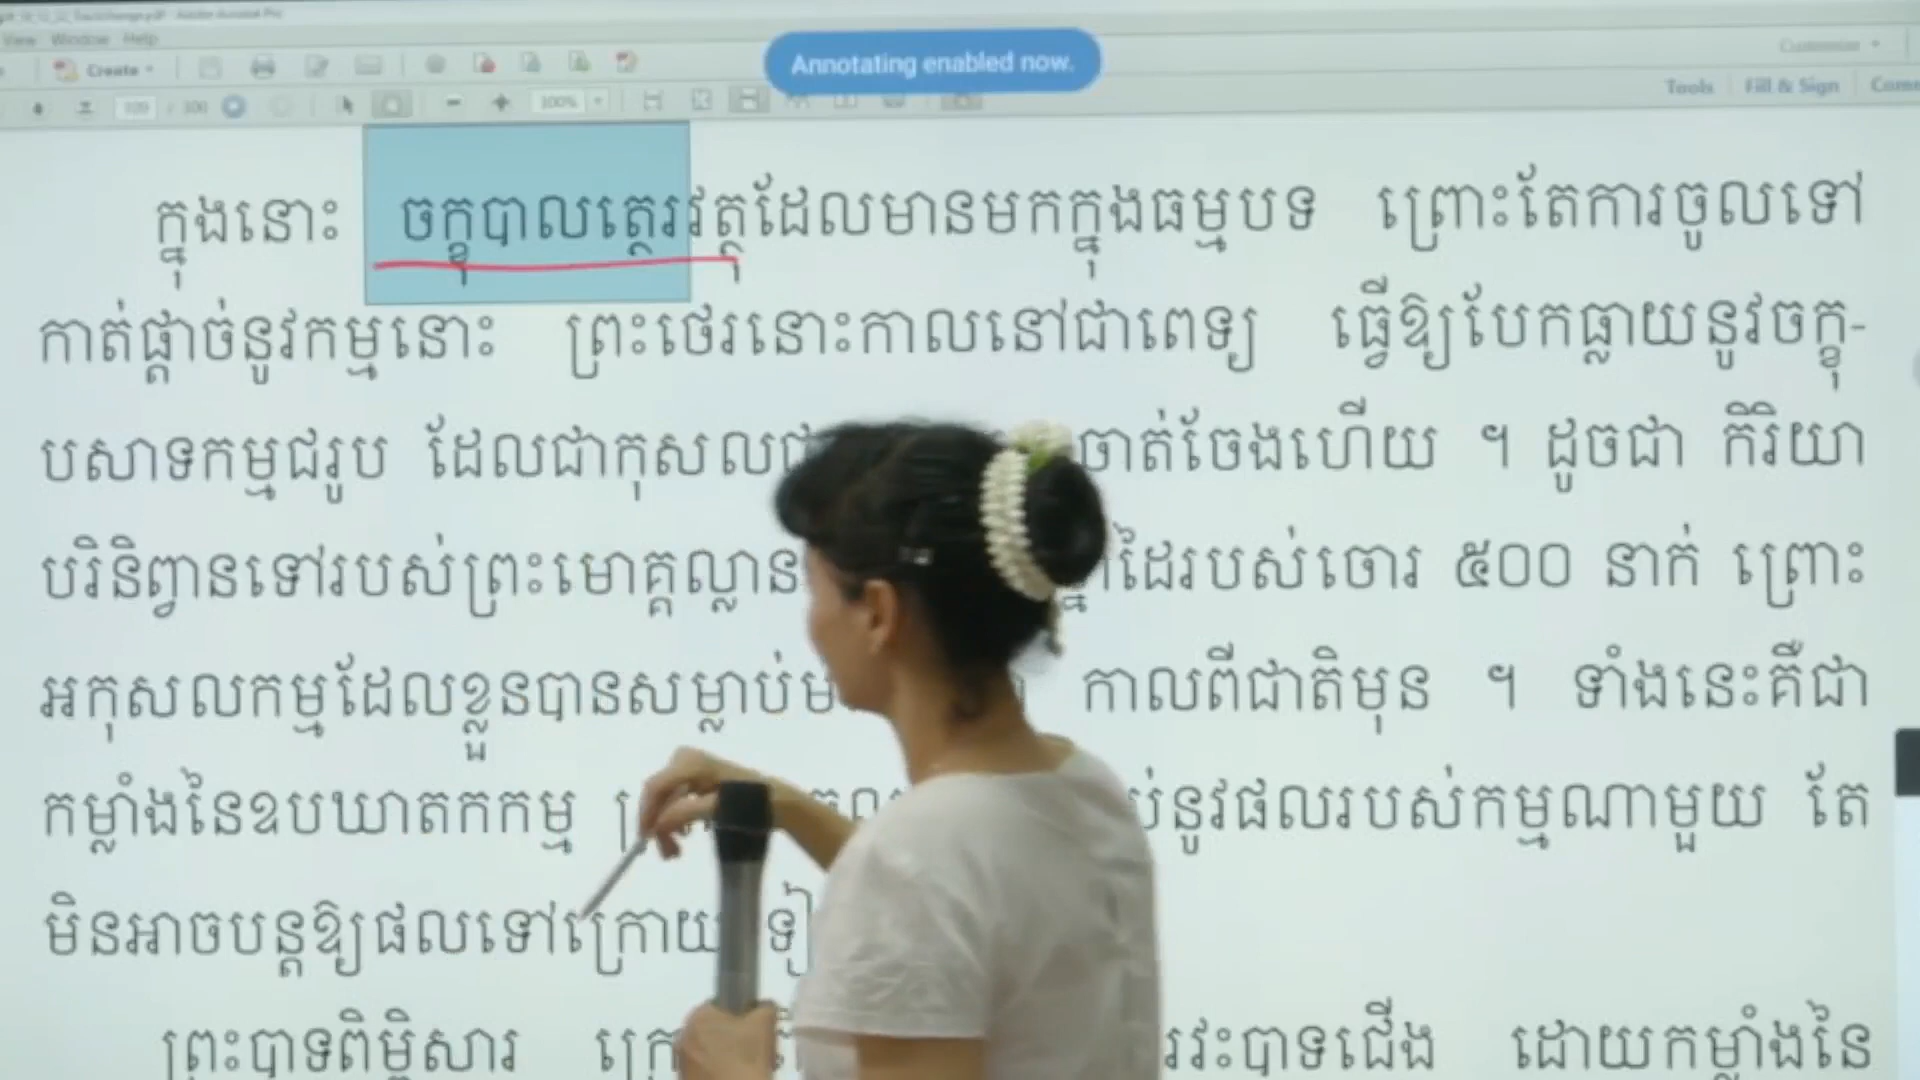 View Window Help
Annotating enabled now.
Customize
Create
100%
Tools Fill & Sign
ក្នុងនោះ ចក្ខុបាលត្ថេរវត្ថុដែលមានមកក្នុងធម្មបទ ព្រោះតែការចូលទៅ
កាត់ផ្ដាច់នូវកម្មនោះ ព្រះថេរនោះកាលនៅជាពេទ្យ ធ្វើឱ្យបែកធ្លាយនូវចក្ខុ-
បសាទកម្មជរូប ដែលជាកុសល ចាត់ចែងហើយ ។ ដូចជា កិរិយា
បរិនិព្វានទៅរបស់ព្រះមោគ្គល្លាន ដៃរបស់ចោរ ៥០០ នាក់ ព្រោះ
អកុសលកម្មដែលខ្លួនបានសម្លាប់ កាលពីជាតិមុន ។ ទាំងនេះគឺជា
កម្លាំងនៃឧបឃាតកកម្ម នូវផលរបស់កម្មណាមួយ តែ
មិនអាចបន្តឱ្យផលទៅក្រោយ
ព្រះបាទពិម្ពិសារ បាទជើង ដោយកម្លាំងនៃ